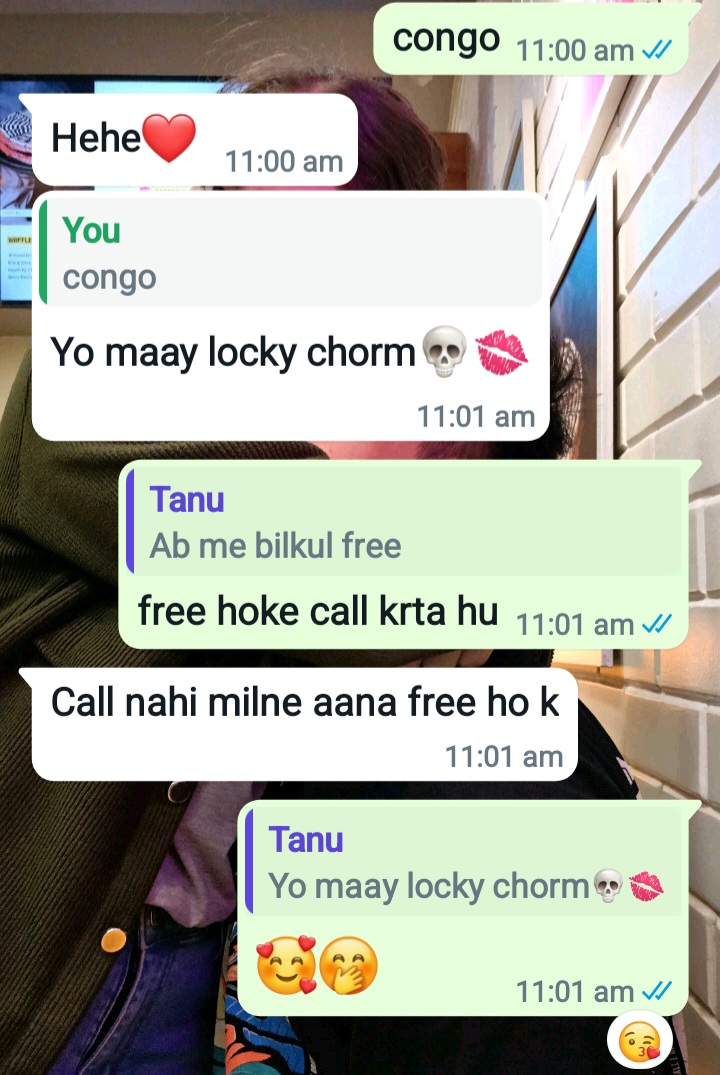 congo 11:00 am
Hehe❤️ 11:00 am
You
congo
Yo maay locky chorm💀💋
11:01 am
Tanu
Ab me bilkul free
free hoke call krta hu 11:01 am
Call nahi milne aana free ho k
11:01 am
Tanu
Yo maay locky chorm💀💋
🥰🤭 11:01 am
😘